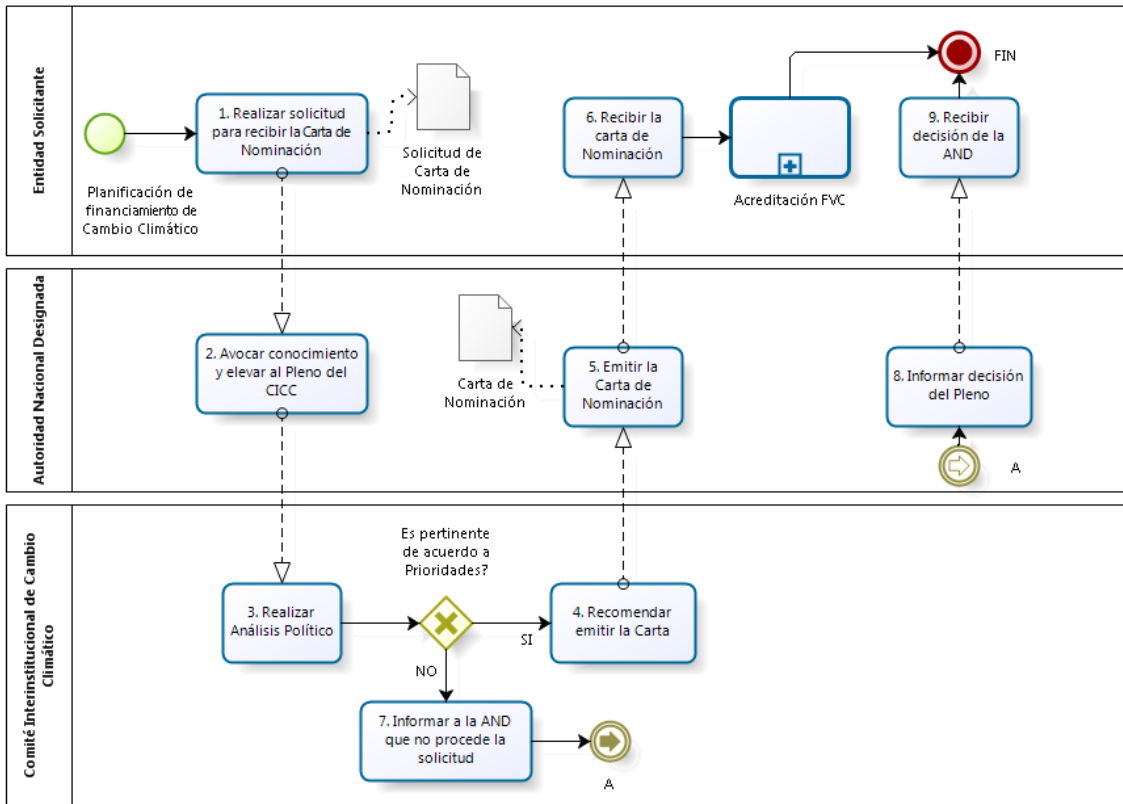 Entidad Solicitante
Planificación de
financiamiento de
Cambio Climático
1. Realizar solicitud
para recibir la Carta de
Nominación
Solicitud de
Carta de
Nominación
6. Recibir la
carta de
Nominación
Acreditación FVC
9. Recibir
decisión de la
AND
FIN
Autoridad Nacional Designada
2. Avocar conocimiento
y elevar al Pleno del
CICC
Carta de
Nominación
5. Emitir la
Carta de
Nominación
8. Informar decisión
del Pleno
A
Comité Interinstitucional de Cambio
Climático
3. Realizar
Análisis Político
Es pertinente
de acuerdo a
Prioridades?
SI
NO
4. Recomendar
emitir la Carta
7. Informar a la AND
que no procede la
solicitud
A